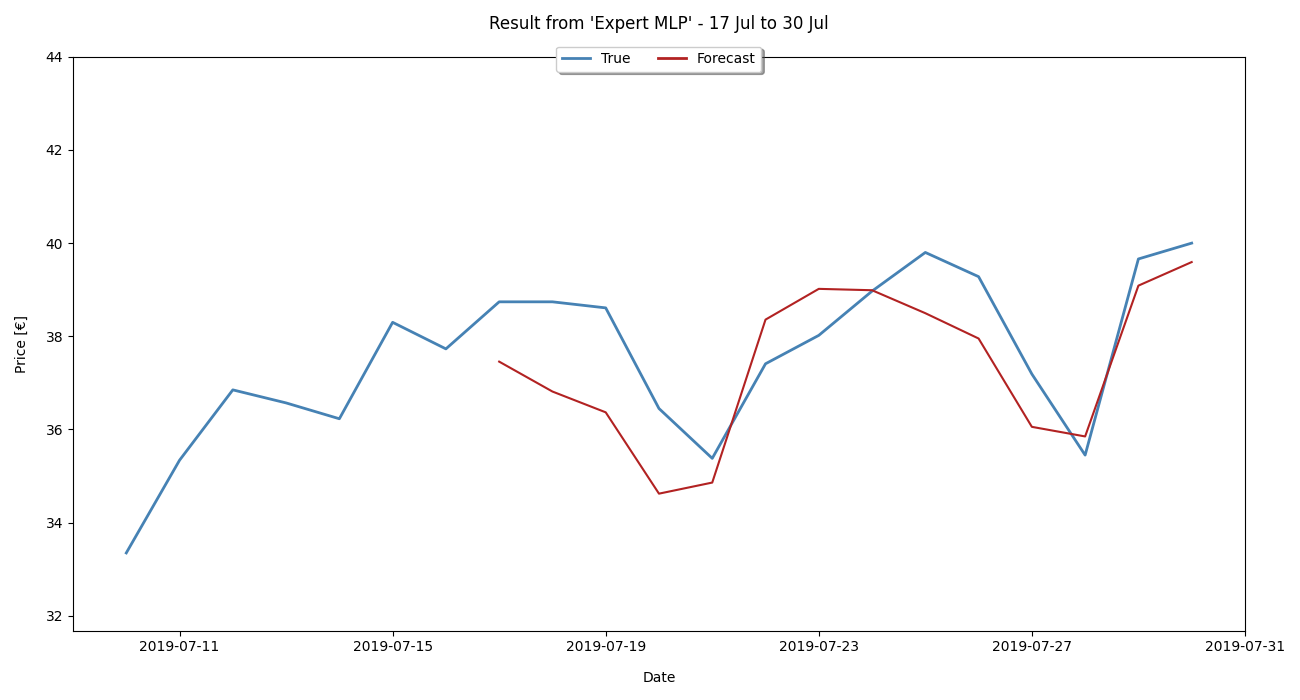 Result from 'Expert MLP' - 17 Jul to 30 Jul
True Forecast
44
42
40
38
36
34
32
Price [€]
2019-07-11 2019-07-15 2019-07-19 2019-07-23 2019-07-27 2019-07-31
Date